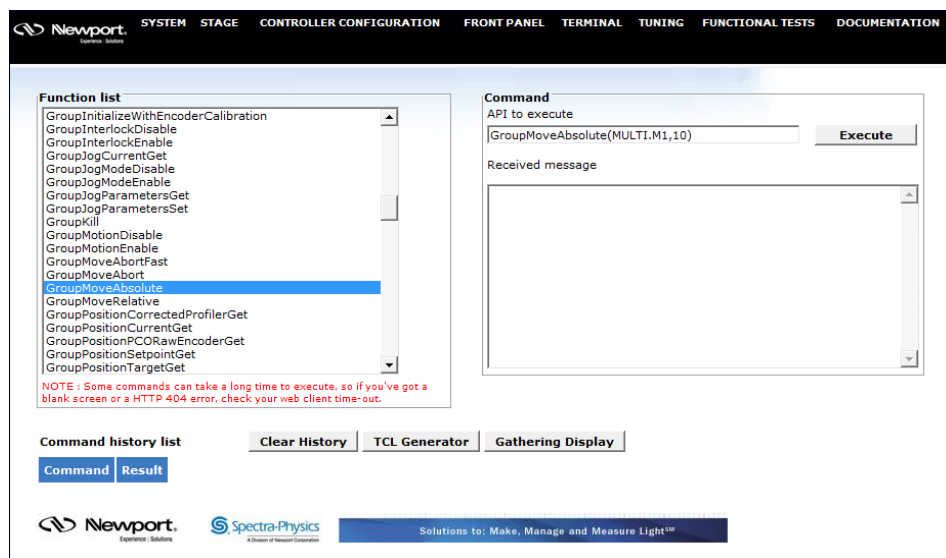 Newport.
Experience | Solutions
SYSTEM STAGE CONTROLLER CONFIGURATION FRONT PANEL TERMINAL TUNING FUNCTIONAL TESTS DOCUMENTATION
Function list
GroupInitializeWithEncoderCalibration
GroupInterlockDisable
GroupInterlockEnable
GroupJogCurrentGet
GroupJogModeDisable
GroupJogModeEnable
GroupJogParametersGet
GroupJogParametersSet
GroupKill
GroupMotionDisable
GroupMotionEnable
GroupMoveAbortFast
GroupMoveAbort
GroupMoveAbsolute
GroupMoveRelative
GroupPositionCorrectedProfilerGet
GroupPositionCurrentGet
GroupPositionPCORawEncoderGet
GroupPositionSetpointGet
GroupPositionTargetGet
NOTE : Some commands can take a long time to execute, so if you've got a
blank screen or a HTTP 404 error, check your web client time-out.
Command
API to execute
GroupMoveAbsolute(MULTI.M1,10)
Execute
Received message
Command history list
Clear History
TCL Generator
Gathering Display
Command Result
Newport.
Experience | Solutions
Spectra-Physics
A Division of Newport Corporation
Solutions to: Make, Manage and Measure Light℠